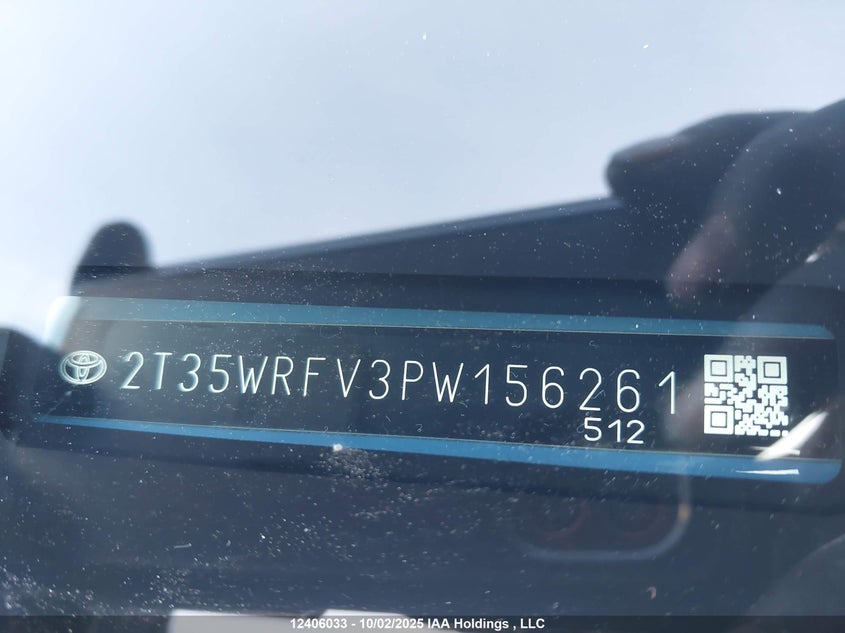 2T35WRFV3PW156261
512
12406033 - 10/02/2025 IAA Holdings , LLC